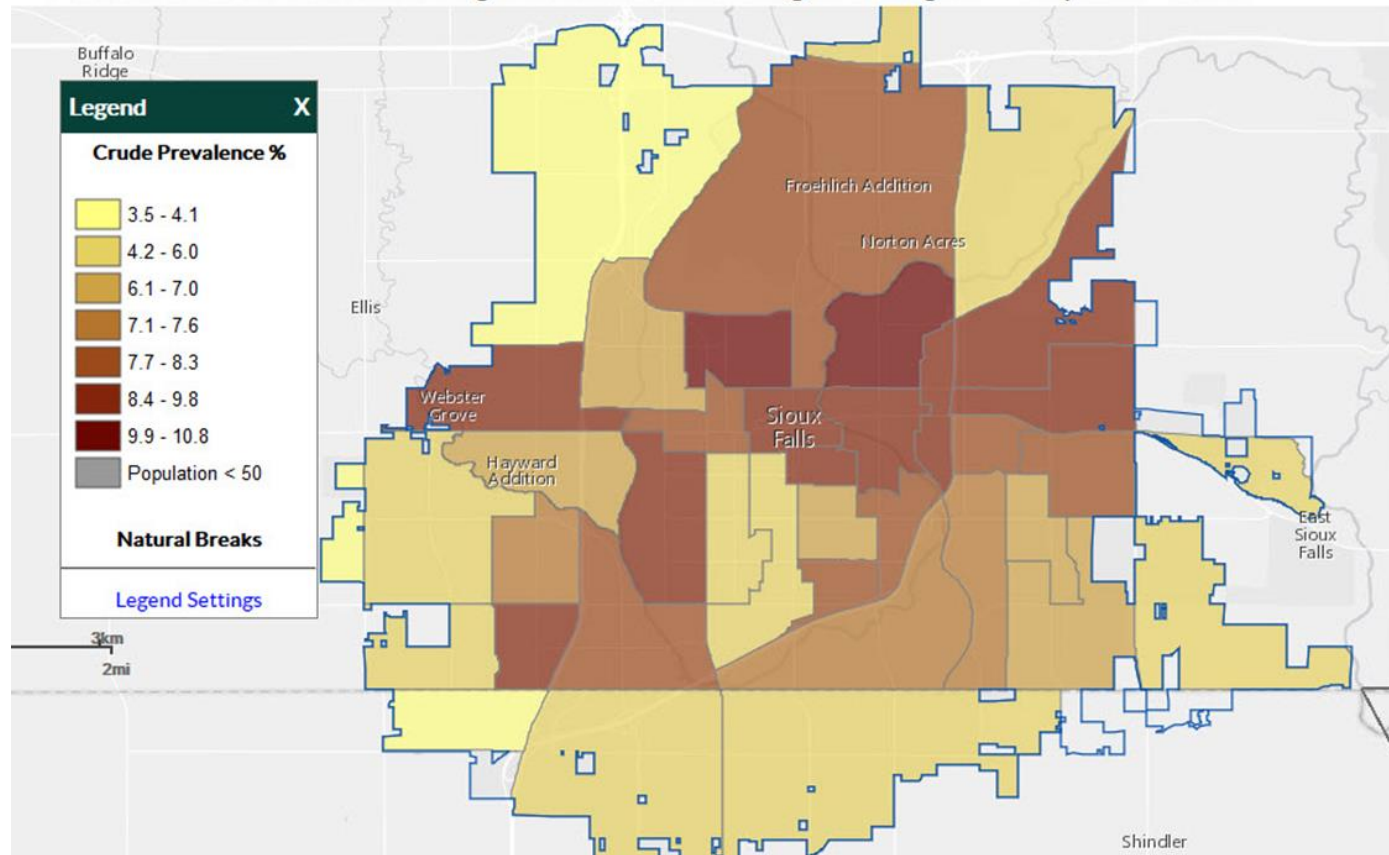 Buffalo
Ridge
Legend X
Crude Prevalence %
3.5 - 4.1
4.2 - 6.0
6.1 - 7.0
7.1 - 7.6
7.7 - 8.3
8.4 - 9.8
9.9 - 10.8
Population < 50
Natural Breaks
Legend Settings
3km
2mi
Froehlich Addition
Norton Acres
Ellis
Webster
Grove
Sioux
Falls
Hayward
Addition
East
Sioux
Falls
Shindler